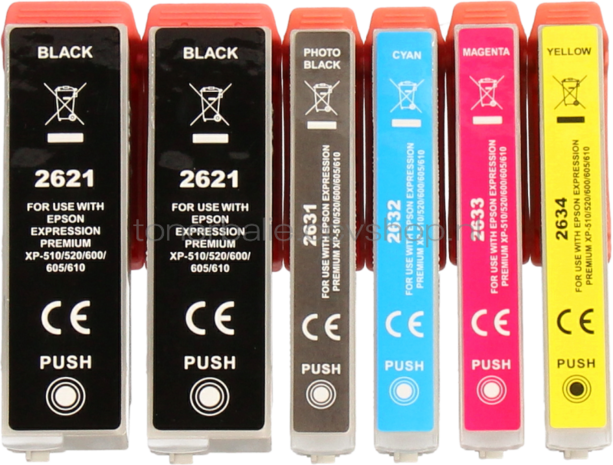 BLACK
2621
FOR USE WITH
EPSON
EXPRESSION
PREMIUM
XP-510/520/600/
605/610
CE
PUSH
BLACK
2621
FOR USE WITH
EPSON
EXPRESSION
PREMIUM
XP-510/520/600/
605/610
CE
PUSH
PHOTO
BLACK
2631
FOR USE WITH EPSON EXPRESSION
PREMIUM XP-510/520/600/605/610
CE
PUSH
CYAN
2632
FOR USE WITH EPSON EXPRESSION
PREMIUM XP-510/520/600/605/610
CE
PUSH
MAGENTA
2633
FOR USE WITH EPSON EXPRESSION
PREMIUM XP-510/520/600/605/610
CE
PUSH
YELLOW
2634
FOR USE WITH EPSON EXPRESSION
PREMIUM XP-510/520/600/605/610
CE
PUSH